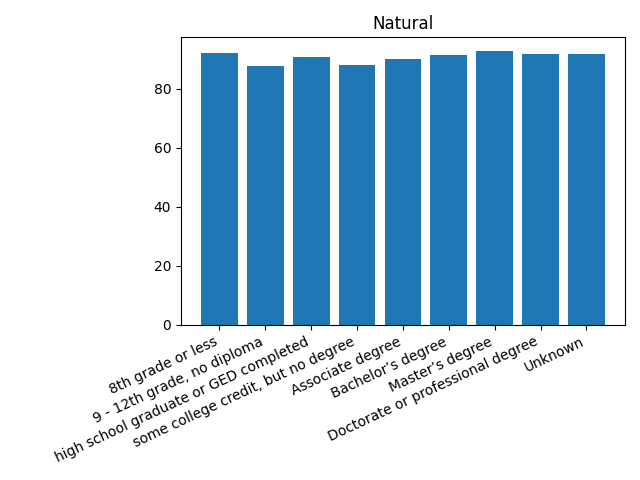 Natural
80
60
40
20
0
8th grade or less
9 - 12th grade, no diploma
high school graduate or GED completed
some college credit, but no degree
Associate degree
Bachelor’s degree
Master’s degree
Doctorate or professional degree
Unknown